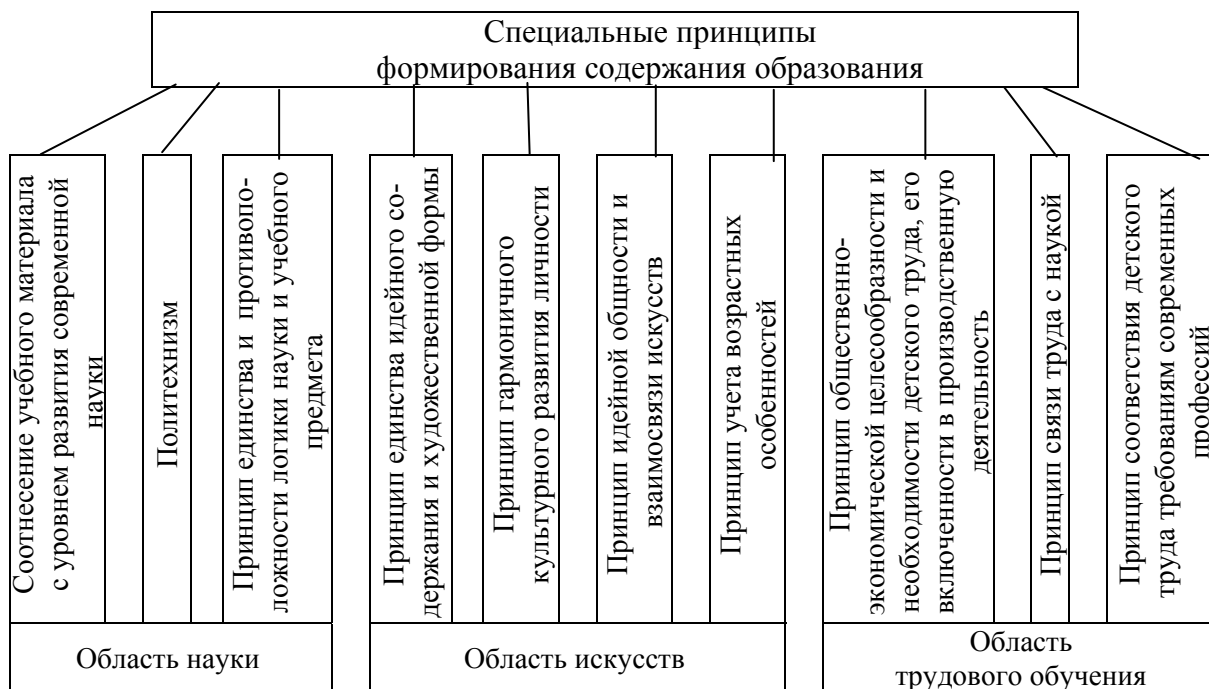 Специальные принципы
формирования содержания образования
Соотнесение учебного материала
с уровнем развития современной
науки
Политехнизм
Принцип единства и противопо-
ложности логики науки и учебного
предмета
Принцип единства идейного со-
держания и художественной формы
Принцип гармоничного
культурного развития личности
Принцип идейной общности и
взаимосвязи искусств
Принцип учета возрастных
особенностей
Принцип общественно-
экономической целесообразности и
необходимости детского труда, его
включенности в производственную
деятельность
Принцип связи труда с наукой
Принцип соответствия детского
труда требованиям современных
профессий
Область науки
Область искусств
Область
трудового обучения